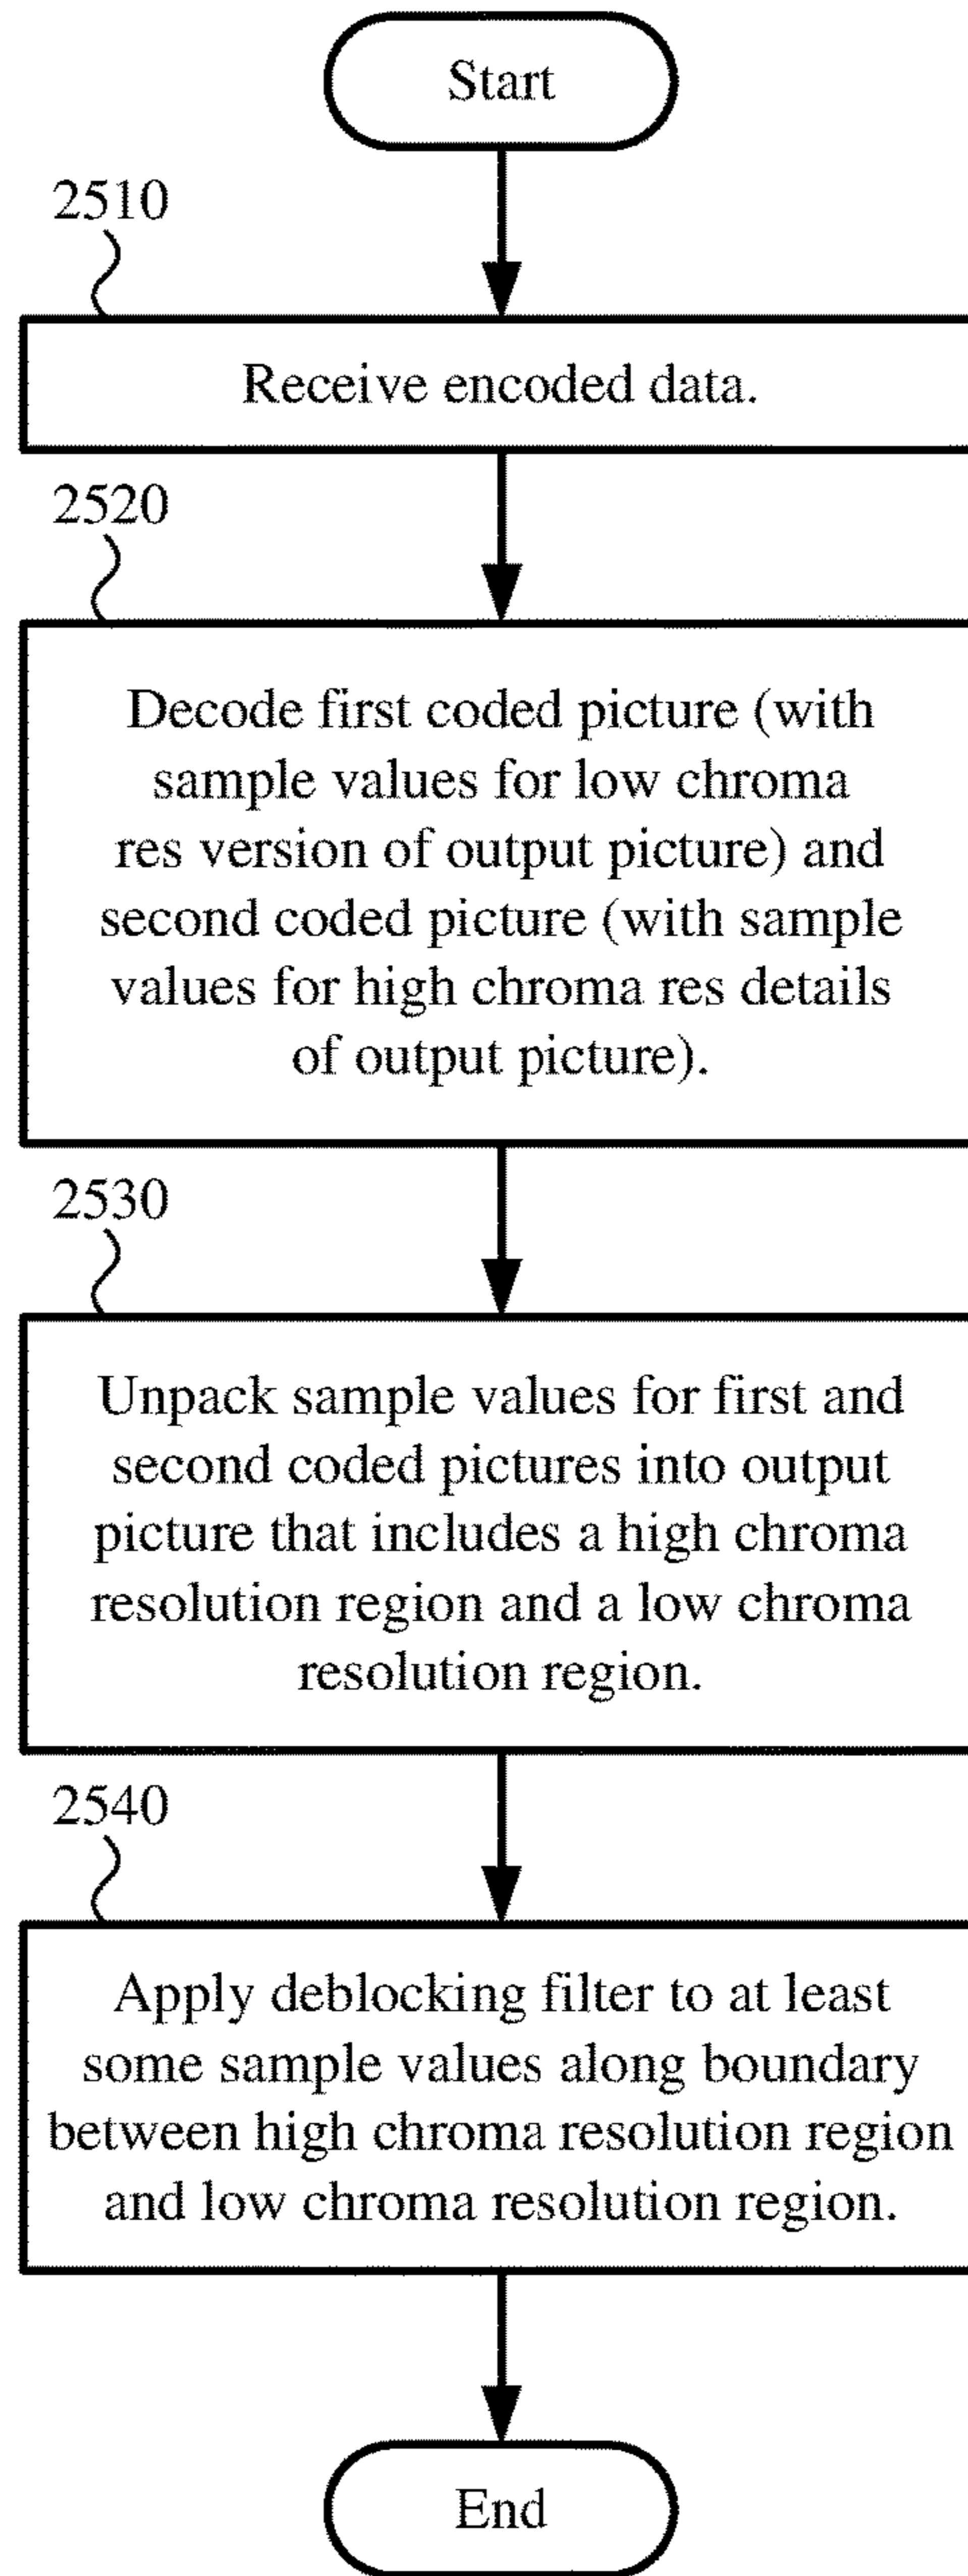 Start
2510
Receive encoded data.
2520
Decode first coded picture (with
sample values for low chroma
res version of output picture) and
second coded picture (with sample
values for high chroma res details
of output picture).
2530
Unpack sample values for first and
second coded pictures into output
picture that includes a high chroma
resolution region and a low chroma
resolution region.
2540
Apply deblocking filter to at least
some sample values along boundary
between high chroma resolution region
and low chroma resolution region.
End